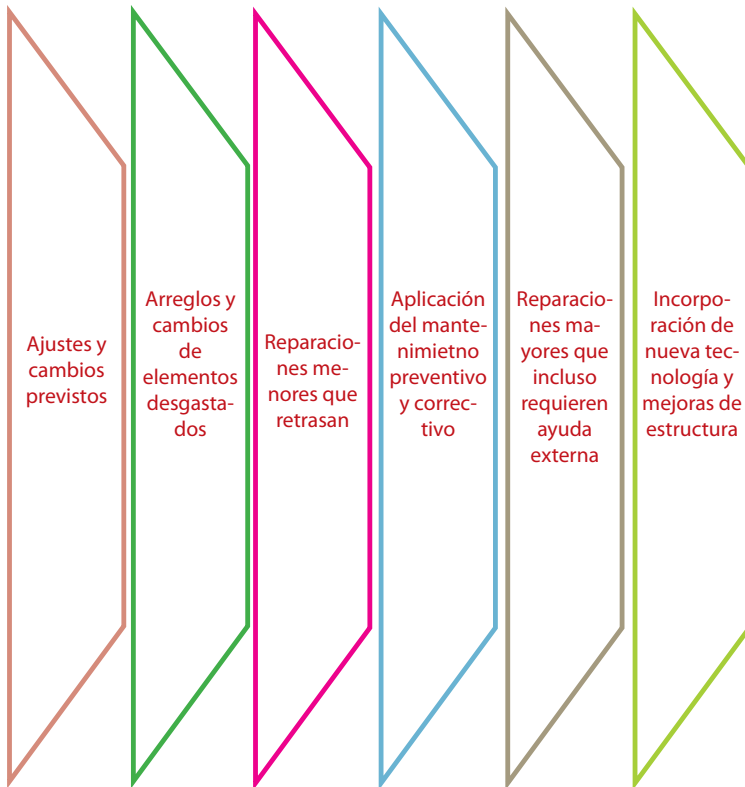 Ajustes y
cambios
previstos
Arreglos y
cambios
de
elementos
desgasta-
dos
Reparacio-
nes me-
nores que
retrasan
Aplicación
del mante-
nimietno
preventivo
y correc-
tivo
Reparacio-
nes ma-
yores que
incluso
requieren
ayuda
externa
Incorpo-
ración de
nueva tec-
nología y
mejoras de
estructura